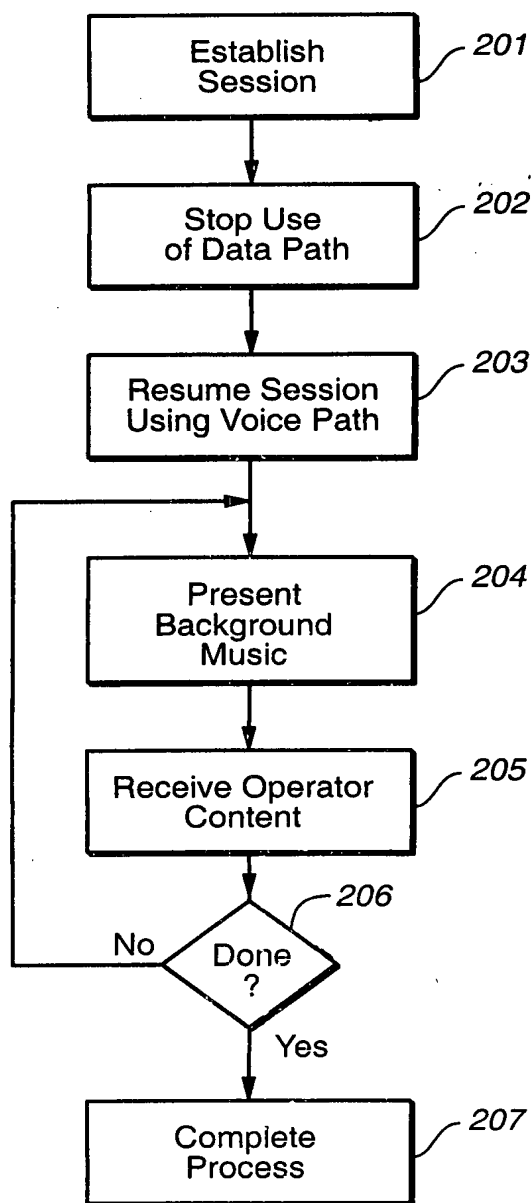 Establish
Session
201
Stop Use
of Data Path
202
Resume Session
Using Voice Path
203
Present
Background
Music
204
Receive Operator
Content
205
Done
?
206
No
Yes
Complete
Process
207